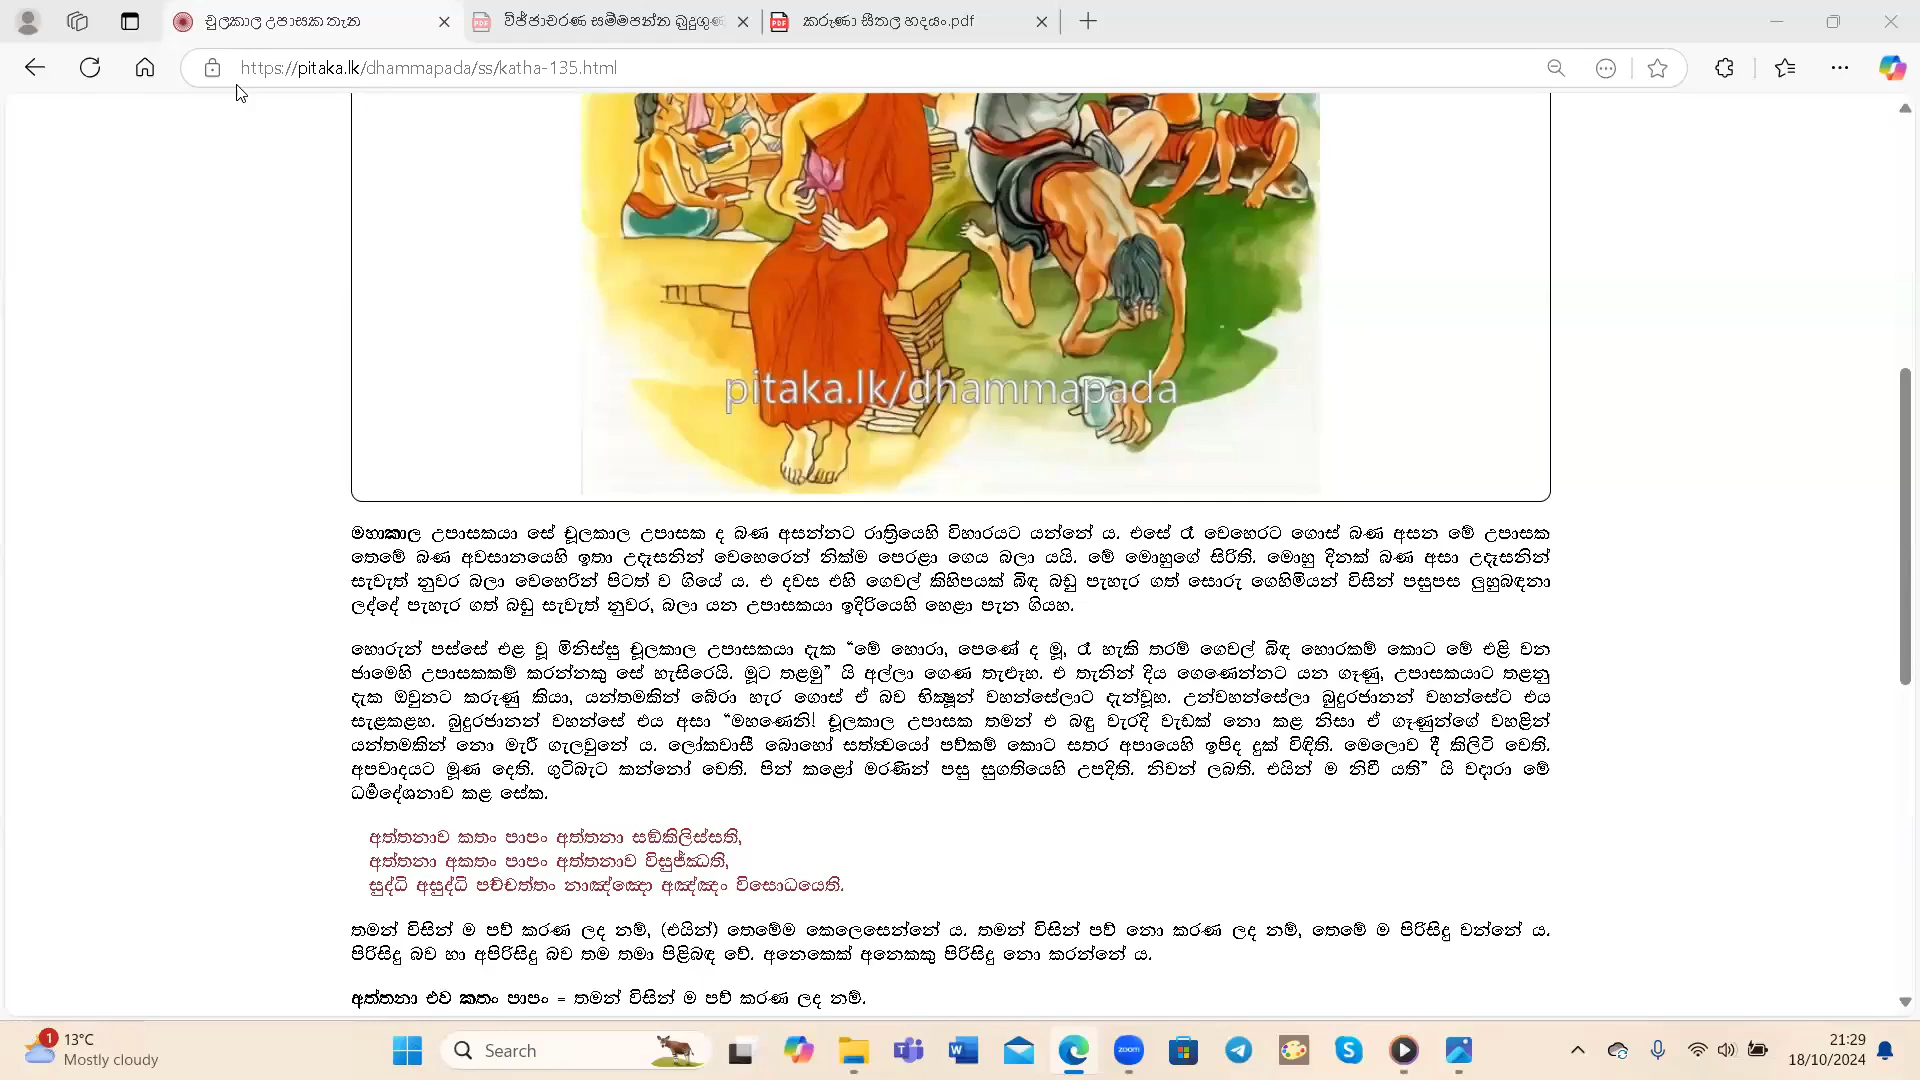 චූලකාල උපාසක තැන
විජ්ජාචරණ සම්මපන්න බුදුගුණ
කරුණා සීතල හදයං.pdf
https://pitaka.lk/dhammapada/ss/katha-135.html
pitaka.lk/dhammapada
මහාකාල උපාසකයා සේ චූලකාල උපාසක ද බණ අසන්නට රාත්‍රියෙහි විහාරයට යන්නේ ය. එසේ රෑ වෙහෙරට ගොස් බණ අසන මේ උපාසක
තෙමේ බණ අවසානයෙහි ඉතා උදෑසනින් වෙහෙරෙන් නික්ම පෙරළා ගෙය බලා යයි. මේ මොහුගේ සිරිති. මොහු දිනක් බණ අසා උදෑසනින්
සැවැත් නුවර බලා වෙහෙරින් පිටත් ව ගියේ ය. එ දවස එහි ගෙවල් කිහිපයක් බිඳ බඩු පැහැර ගත් සොරු ගෙහිමියන් විසින් පසුපස ලුහුබඳනා
ලද්දේ පැහැර ගත් බඩු සැවැත් නුවර, බලා යන උපාසකයා ඉදිරියෙහි හෙළා පැන ගියහ.
හොරුන් පස්සේ එළ වූ මිනිස්සු චූලකාල උපාසකයා දැක “මේ හොරා, පෙණේ ද මූ, රෑ හැකි තරම් ගෙවල් බිඳ හොරකම් කොට මේ එළි වන
ජාමෙහි උපාසකකම් කරන්නකු සේ හැසිරෙයි. මූට තළමු” යි අල්ලා ගෙණ තැළූහ. එ තැනින් දිය ගෙණෙන්නට යන ගෑණු, උපාසකයාට තළනු
දැක ඔවුනට කරුණු කියා, යන්තමකින් බේරා හැර ගොස් ඒ බව භික්‍ෂූන් වහන්සේලාට දැන්වූහ. උන්වහන්සේලා බුදුරජානන් වහන්සේට එය
සැළකළහ. බුදුරජානන් වහන්සේ එය අසා “මහණෙනි! චූලකාල උපාසක තමන් එ බඳු වැරදි වැඩක් නො කළ නිසා ඒ ගෑණුන්ගේ වහළින්
යන්තමකින් නො මැරී ගැලවුනේ ය. ලෝකවාසී බොහෝ සත්ත්‍වයෝ පව්කම් කොට සතර අපායෙහි ඉපිද දුක් විඳිති. මෙලොව දී කිලිටි වෙති.
අපවාදයට මූණ දෙති. ගුටිබැට කන්නෝ වෙති. පින් කළෝ මරණින් පසු සුගතියෙහි උපදිති. නිවන් ලබති. එයින් ම නිවී යති” යි වදාරා මේ
ධර්‍මදේශනාව කළ සේක.
අත්තනාව කතං පාපං අත්තනා සඞ්කිලිස්සති,
අත්තනා අකතං පාපං අත්තනාව විසුජ්ඣති,
සුද්ධි අසුද්ධි පච්චත්තං නාඤ්ඤො අඤ්ඤං විසොධයෙති.
තමන් විසින් ම පව් කරණ ලද නම්, (එයින්) තෙමේම කෙලෙසෙන්නේ ය. තමන් විසින් පව් නො කරණ ලද නම්, තෙමේ ම පිරිසිදු වන්නේ ය.
පිරිසිදු බව හා අපිරිසිදු බව තම තමා පිළිබඳ වේ. අනෙකෙක් අනෙකකු පිරිසිදු නො කරන්නේ ය.
අත්තනා එව කතං පාපං = තමන් විසින් ම පව් කරණ ලද නම්.
1
13°C
Mostly cloudy
Search
zoom
21:29
18/10/2024